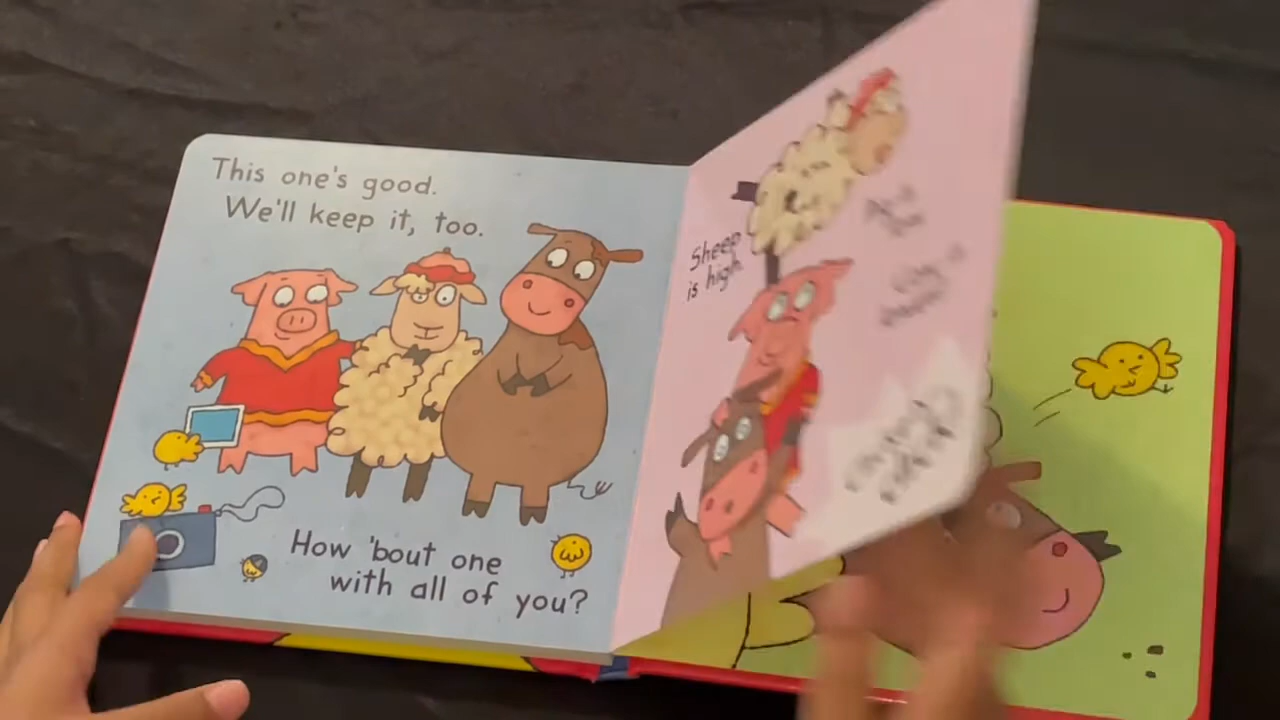 This one's good.
We'll keep it, too.
How 'bout one
with all of you?
Sheep
is high.